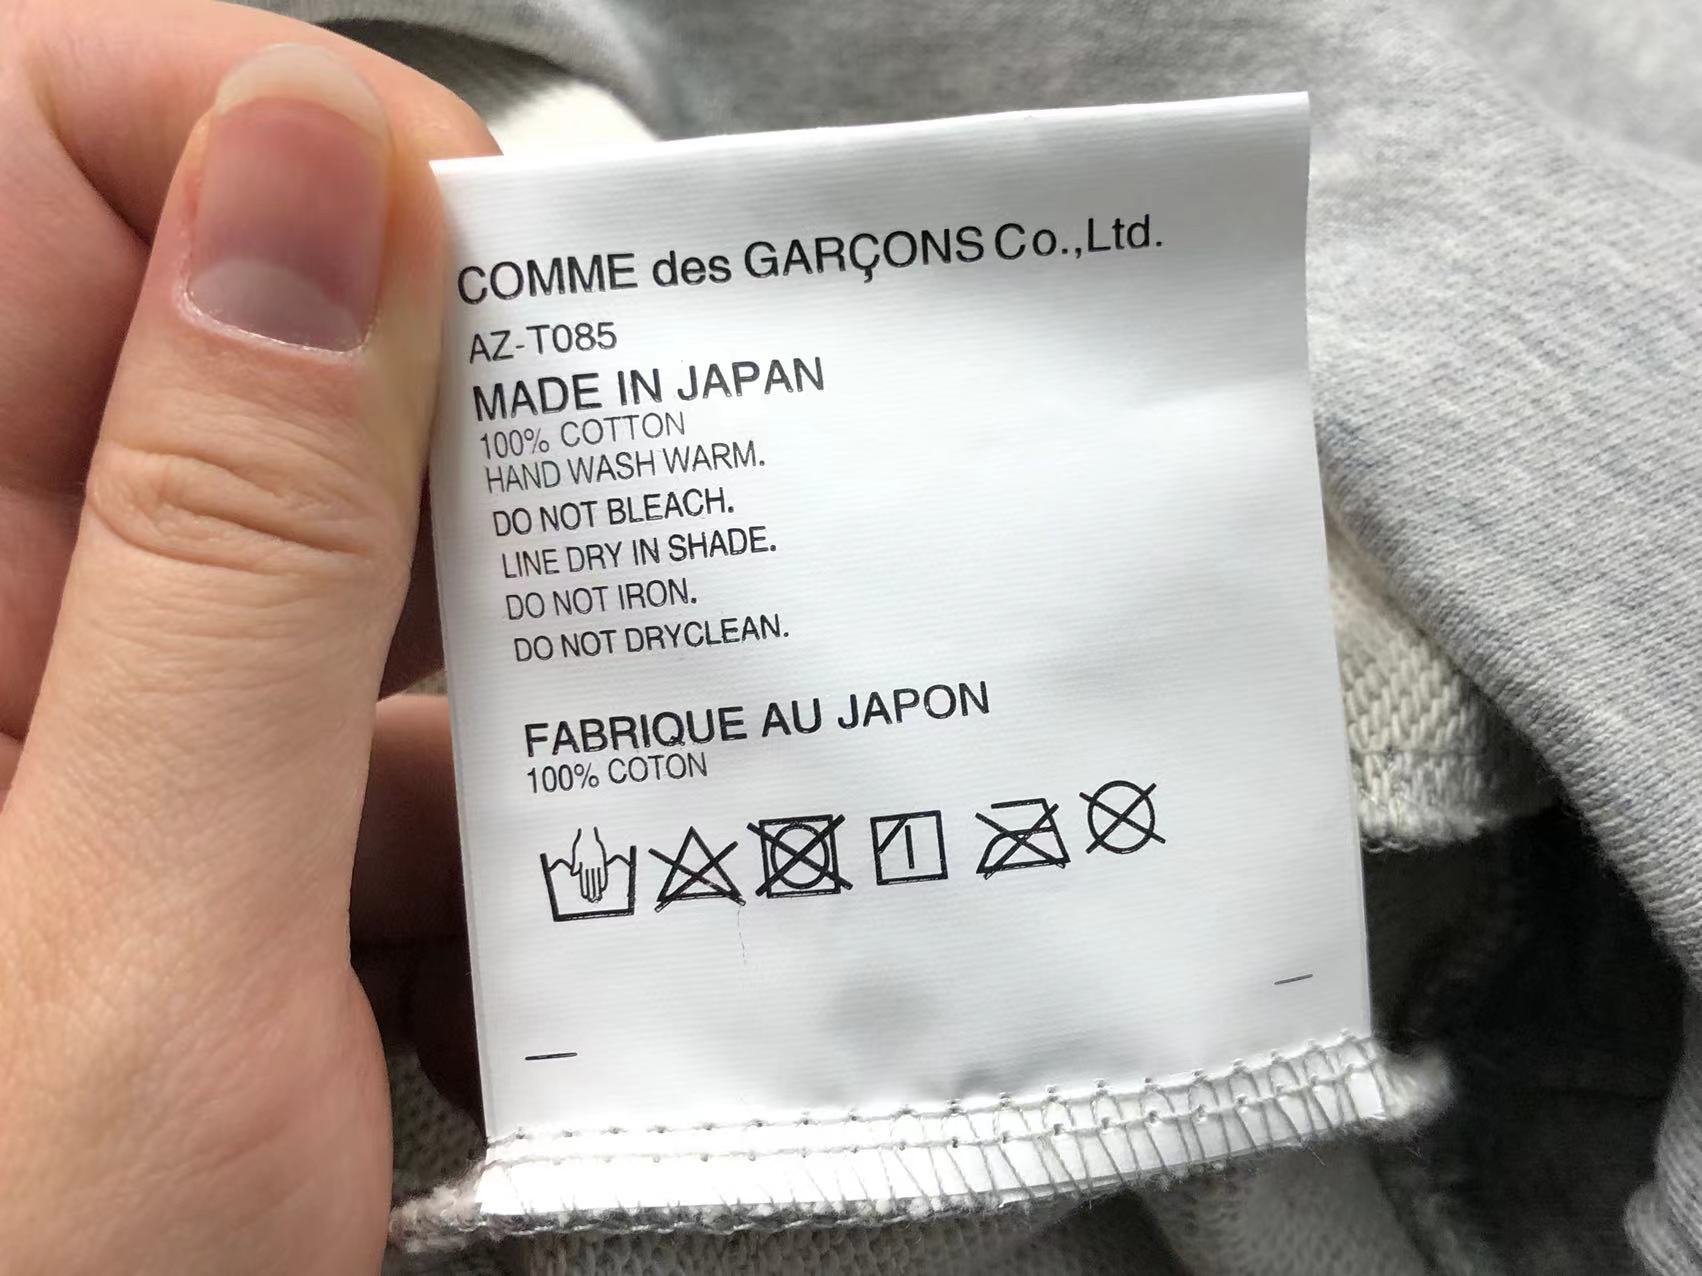 COMME des GARÇONS Co.,Ltd.
AZ-T085
MADE IN JAPAN
100% COTTON
HAND WASH WARM.
DO NOT BLEACH.
LINE DRY IN SHADE.
DO NOT IRON.
DO NOT DRYCLEAN.
FABRIQUE AU JAPON
100% COTON